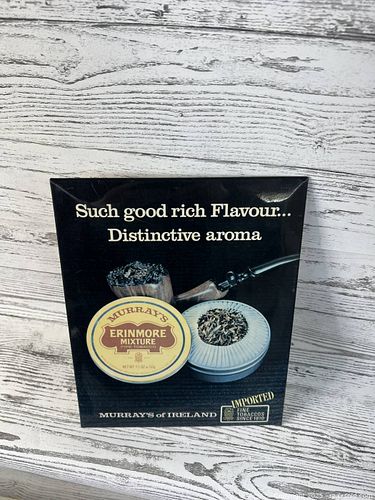 Such good rich Flavour...
Distinctive aroma
MURRAY'S
ERINMORE
MIXTURE
MURRAY'S of IRELAND
IMPORTED
FINE
TOBACCOS
SINCE 1810